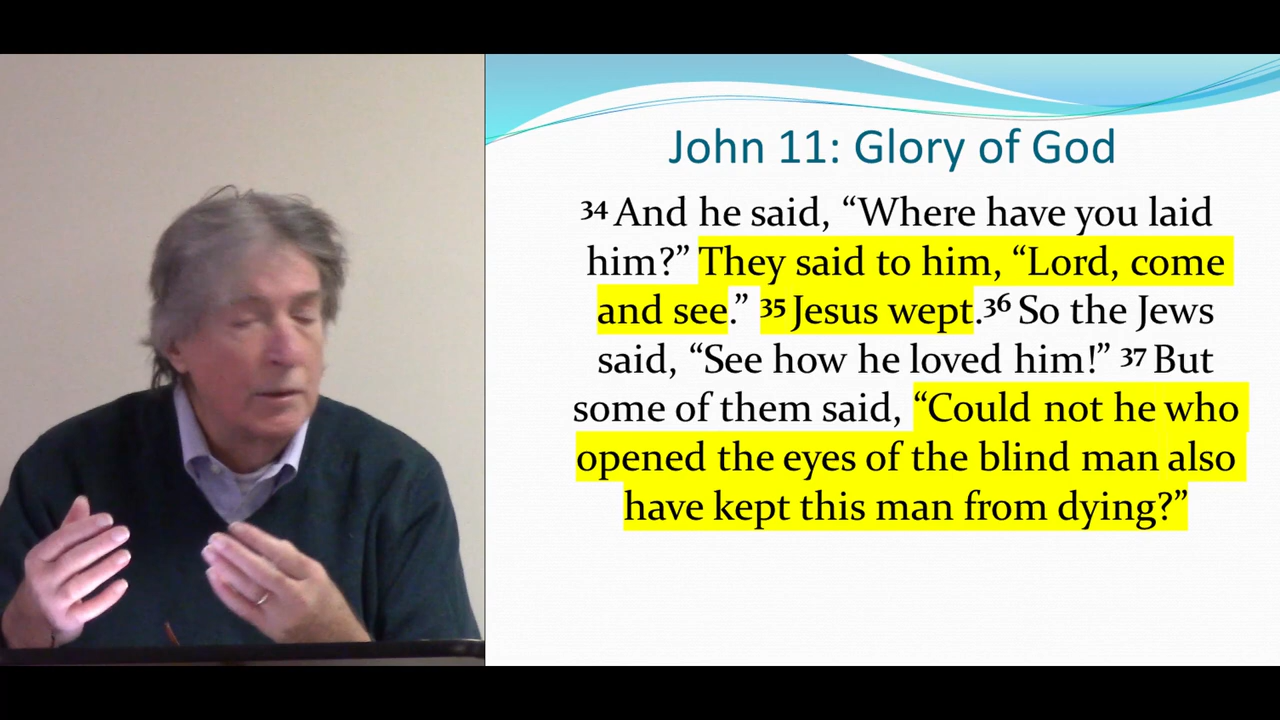 John 11: Glory of God
34 And he said, “Where have you laid
him?” They said to him, “Lord, come
and see.” 35 Jesus wept.36 So the Jews
said, “See how he loved him!” 37 But
some of them said, “Could not he who
opened the eyes of the blind man also
have kept this man from dying?”